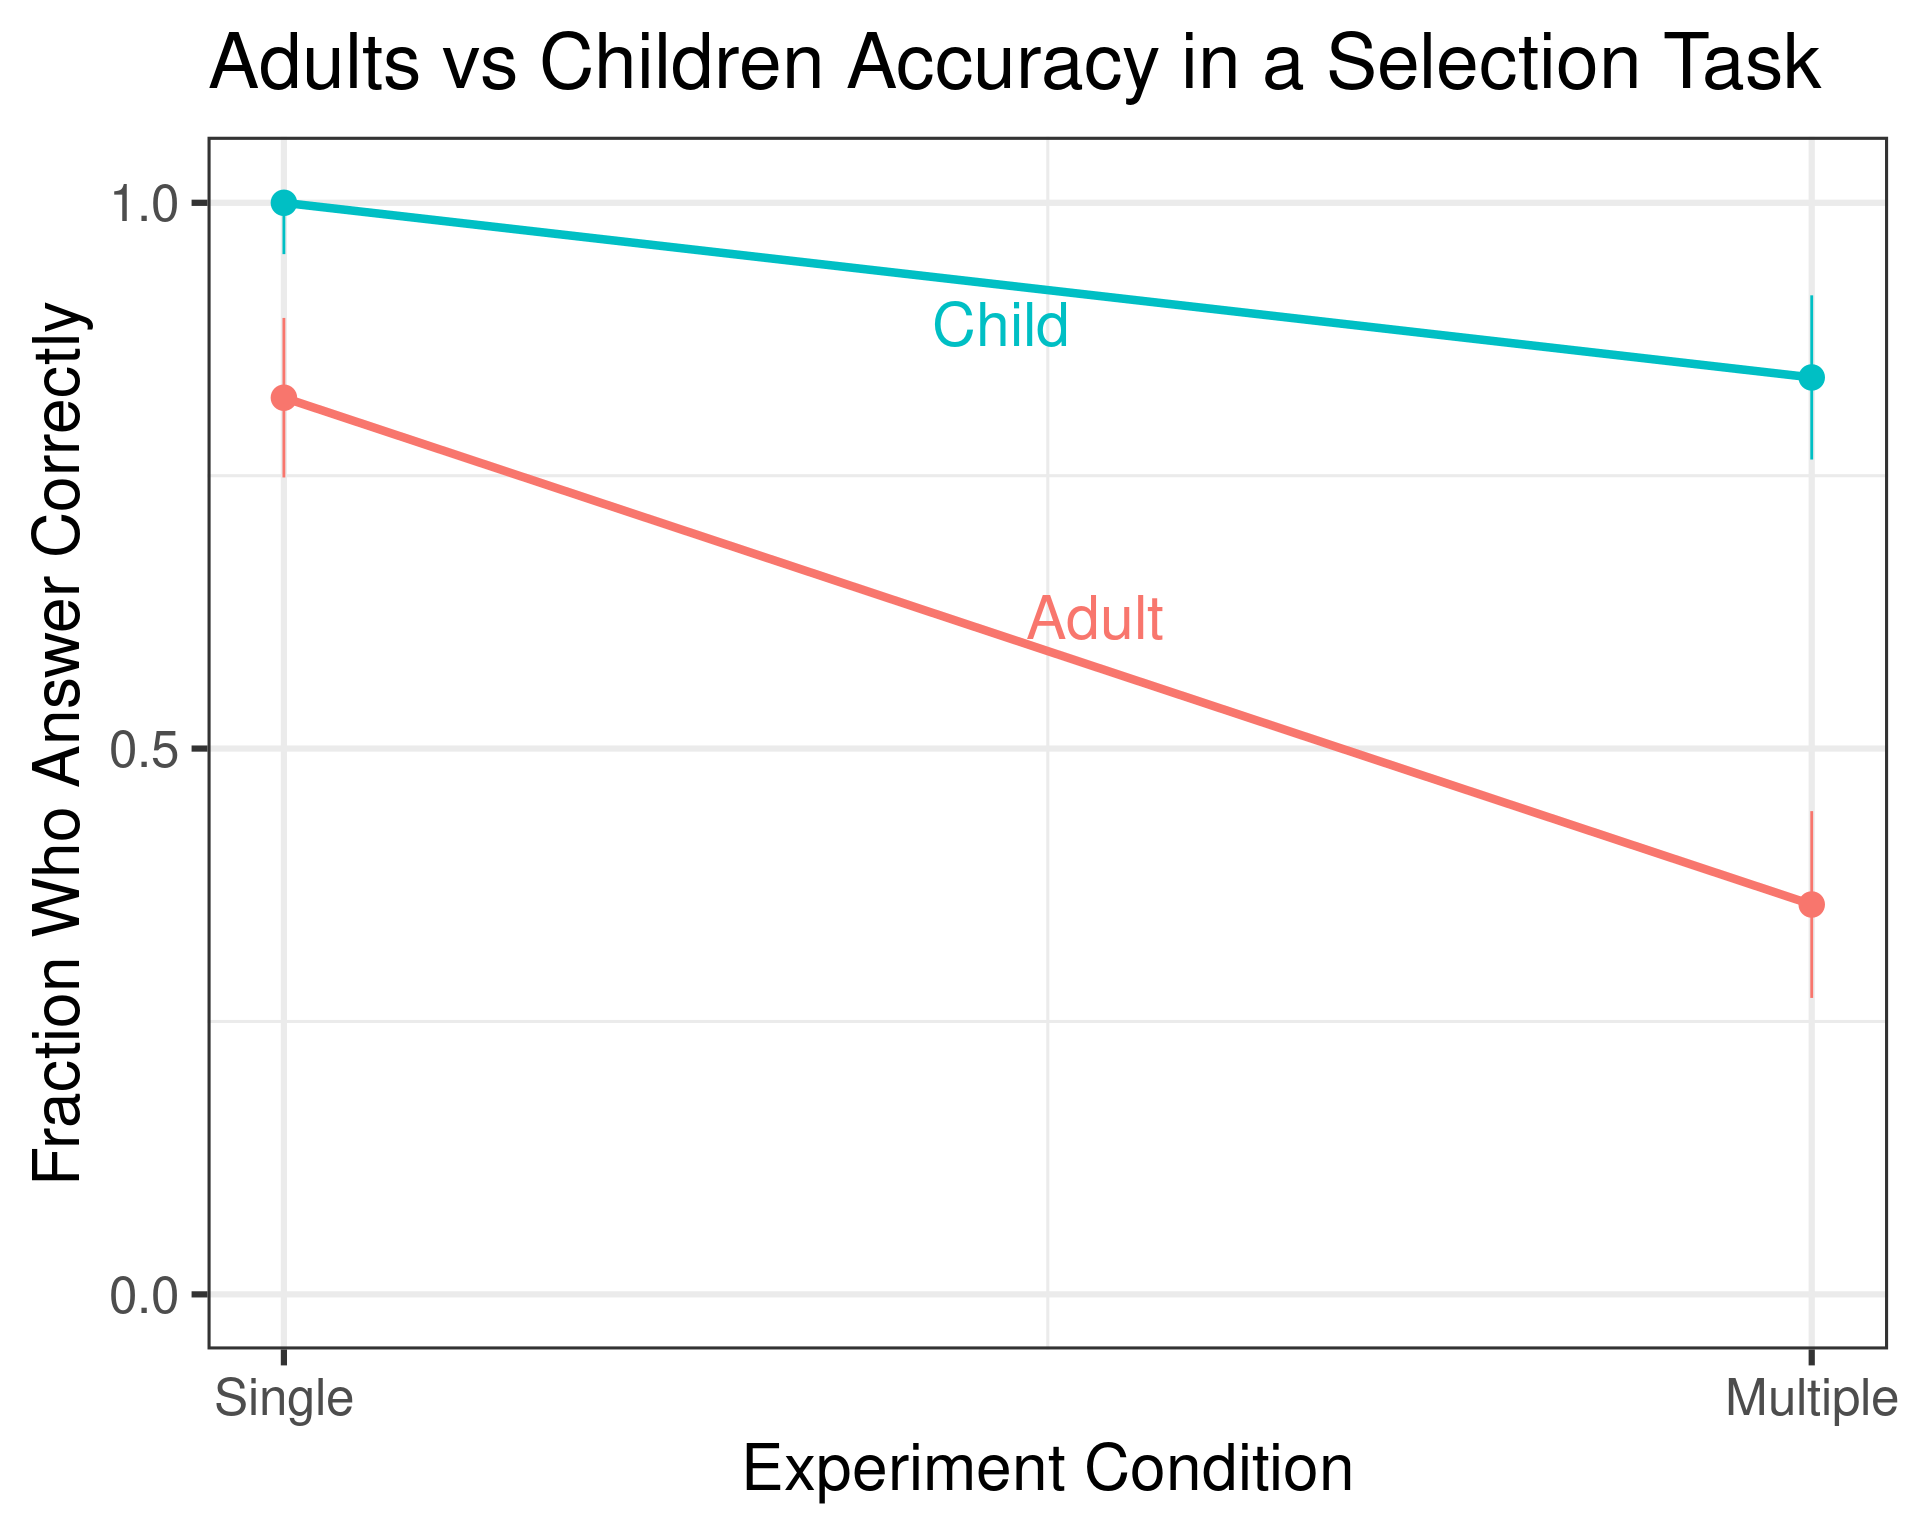 Adults vs Children Accuracy in a Selection Task
Fraction Who Answer Correctly
1.0
0.5
0.0
Child
Adult
Single
Multiple
Experiment Condition